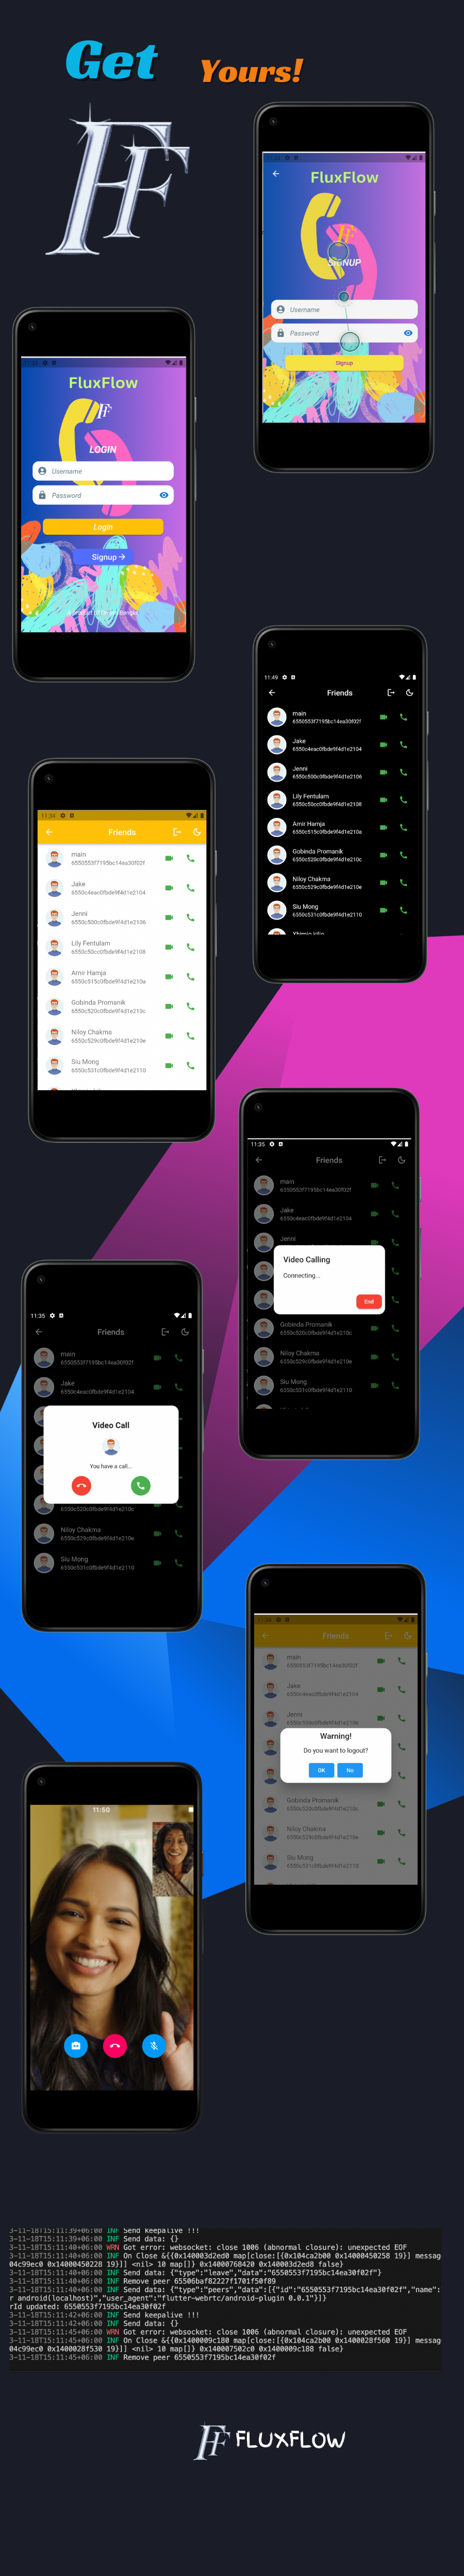 Get Yours!
FF
FluxFlow
FF
SIGNUP
Username
Password
Signup
FluxFlow
FF
LOGIN
Username
Password
Login
Signup
11:49
Friends
main
6550553f7195bc14ea30f02f
Jake
6550c4eac0fbde9f4d1e2104
Jenni
6550c500c0fbde9f4d1e2106
Lily Fentulam
6550c50cc0fbde9f4d1e2108
Amir Hamja
6550c515c0fbde9f4d1e210a
Gobinda Promanik
6550c520c0fbde9f4d1e210c
Niloy Chakma
6550c529c0fbde9f4d1e210e
Siu Mong
6550c531c0fbde9f4d1e2110
11:34
Friends
main
6550553f7195bc14ea30f02f
Jake
6550c4eac0fbde9f4d1e2104
Jenni
6550c500c0fbde9f4d1e2106
Lily Fentulam
6550c50cc0fbde9f4d1e2108
Amir Hamja
6550c515c0fbde9f4d1e210a
Gobinda Promanik
6550c520c0fbde9f4d1e210c
Niloy Chakma
6550c529c0fbde9f4d1e210e
Siu Mong
6550c531c0fbde9f4d1e2110
11:35
Friends
main
6550553f7195bc14ea30f02f
Jake
6550c4eac0fbde9f4d1e2104
Jenni
Video Calling
Connecting...
End
Gobinda Promanik
6550c520c0fbde9f4d1e210c
Niloy Chakma
6550c529c0fbde9f4d1e210e
Siu Mong
6550c531c0fbde9f4d1e2110
11:35
Friends
main
6550553f7195bc14ea30f02f
Jake
6550c4eac0fbde9f4d1e2104
Video Call
You have a call...
6550c520c0fbde9f4d1e210c
Niloy Chakma
6550c529c0fbde9f4d1e210e
Siu Mong
6550c531c0fbde9f4d1e2110
Friends
main
6550553f7195bc14ea30f02f
Jake
6550c4eac0fbde9f4d1e2104
Jenni
6550c500c0fbde9f4d1e2106
Warning!
Do you want to logout?
OK No
Gobinda Promanik
6550c520c0fbde9f4d1e210c
Niloy Chakma
6550c529c0fbde9f4d1e210e
Siu Mong
6550c531c0fbde9f4d1e2110
11:50
3-11-18T15:11:39+06:00 INF Send keepalive !!!
3-11-18T15:11:39+06:00 INF Send data: {}
3-11-18T15:11:40+06:00 WRN Got error: websocket: close 1006 (abnormal closure): unexpected EOF
3-11-18T15:11:40+06:00 INF On Close &{{0x140003d2ed0 map[close:[{0x104ca2b00 0x14000450258 19}] messag
04c99ec0 0x14000450228 19}]] <nil> 10 map[]} 0x14000768420 0x140003d2ed8 false}
3-11-18T15:11:40+06:00 INF Send data: {"type":"leave","data":"6550553f7195bc14ea30f02f"}
3-11-18T15:11:40+06:00 INF Remove peer 65506baf82227f1701f50f89
3-11-18T15:11:40+06:00 INF Send data: {"type":"peers","data":[{"id":"6550553f7195bc14ea30f02f","name":
r android(localhost)","user_agent":"flutter-webrtc/android-plugin 0.0.1"}]}
rId updated: 6550553f7195bc14ea30f02f
3-11-18T15:11:42+06:00 INF Send keepalive !!!
3-11-18T15:11:42+06:00 INF Send data: {}
3-11-18T15:11:45+06:00 WRN Got error: websocket: close 1006 (abnormal closure): unexpected EOF
3-11-18T15:11:45+06:00 INF On Close &{{0x1400009c180 map[close:[{0x104ca2b00 0x1400028f560 19}] messag
04c99ec0 0x1400028f530 19}]] <nil> 10 map[]} 0x140007502c0 0x1400009c188 false}
3-11-18T15:11:45+06:00 INF Remove peer 6550553f7195bc14ea30f02f
FF FLUXFLOW